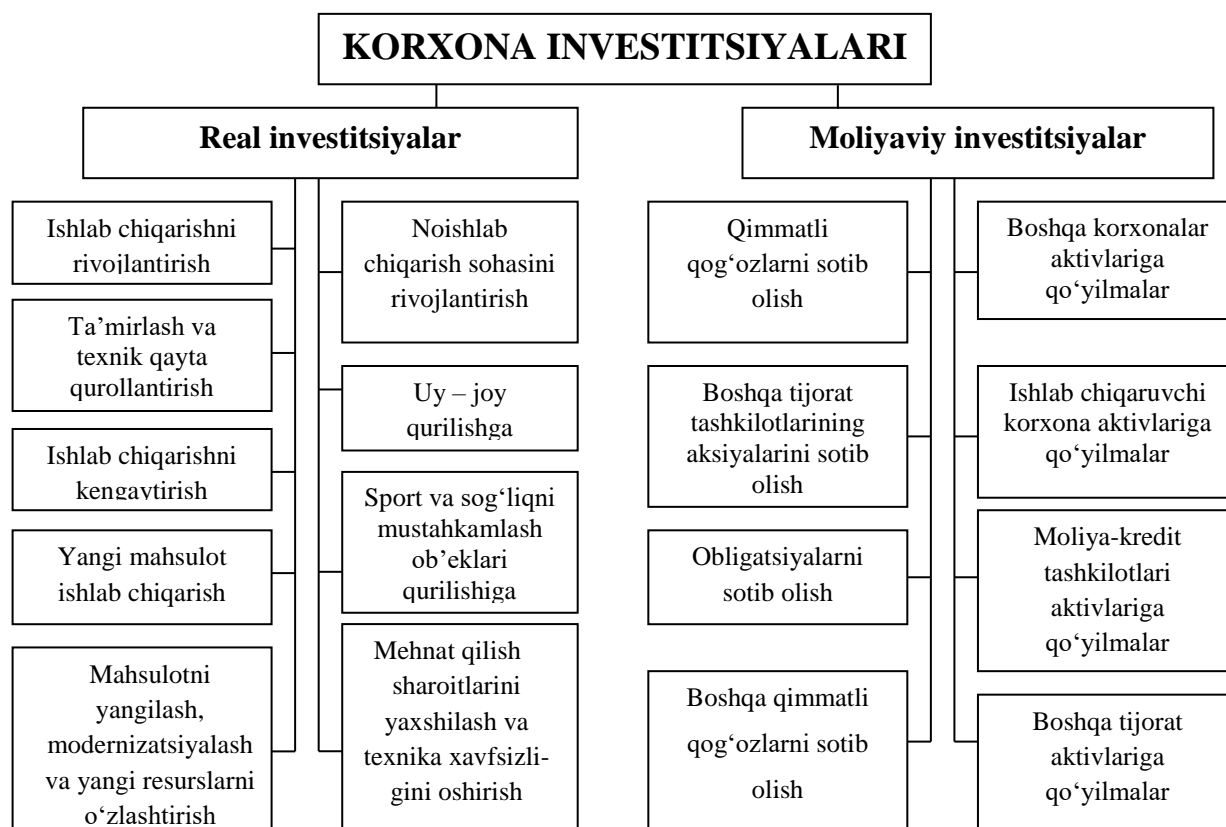 KORXONA INVESTITSIYALARI
Real investitsiyalar
Ishlab chiqarishni
rivojlantirish
Ta’mirlash va
texnik qayta
qurollantirish
Ishlab chiqarishni
kengaytirish
Yangi mahsulot
ishlab chiqarish
Mahsulotni
yangilash,
modernizatsiyalash
va yangi resurslarni
o‘zlashtirish
Noishlab
chiqarish sohasini
rivojlantirish
Uy – joy
qurilishga
Sport va sog‘liqni
mustahkamlash
ob’eklari
qurilishiga
Mehnat qilish
sharoitlarini
yaxshilash va
texnika xavfsizli-
gini oshirish
Moliyaviy investitsiyalar
Qimmatli
qog‘ozlarni sotib
olish
Boshqa tijorat
tashkilotlarining
aksiyalarini sotib
olish
Obligatsiyalarni
sotib olish
Boshqa qimmatli
qog‘ozlarni sotib
olish
Boshqa korxonalar
aktivlariga
qo‘yilmalar
Ishlab chiqaruvchi
korxona aktivlariga
qo‘yilmalar
Moliya-kredit
tashkilotlari
aktivlariga
qo‘yilmalar
Boshqa tijorat
aktivlariga
qo‘yilmalar